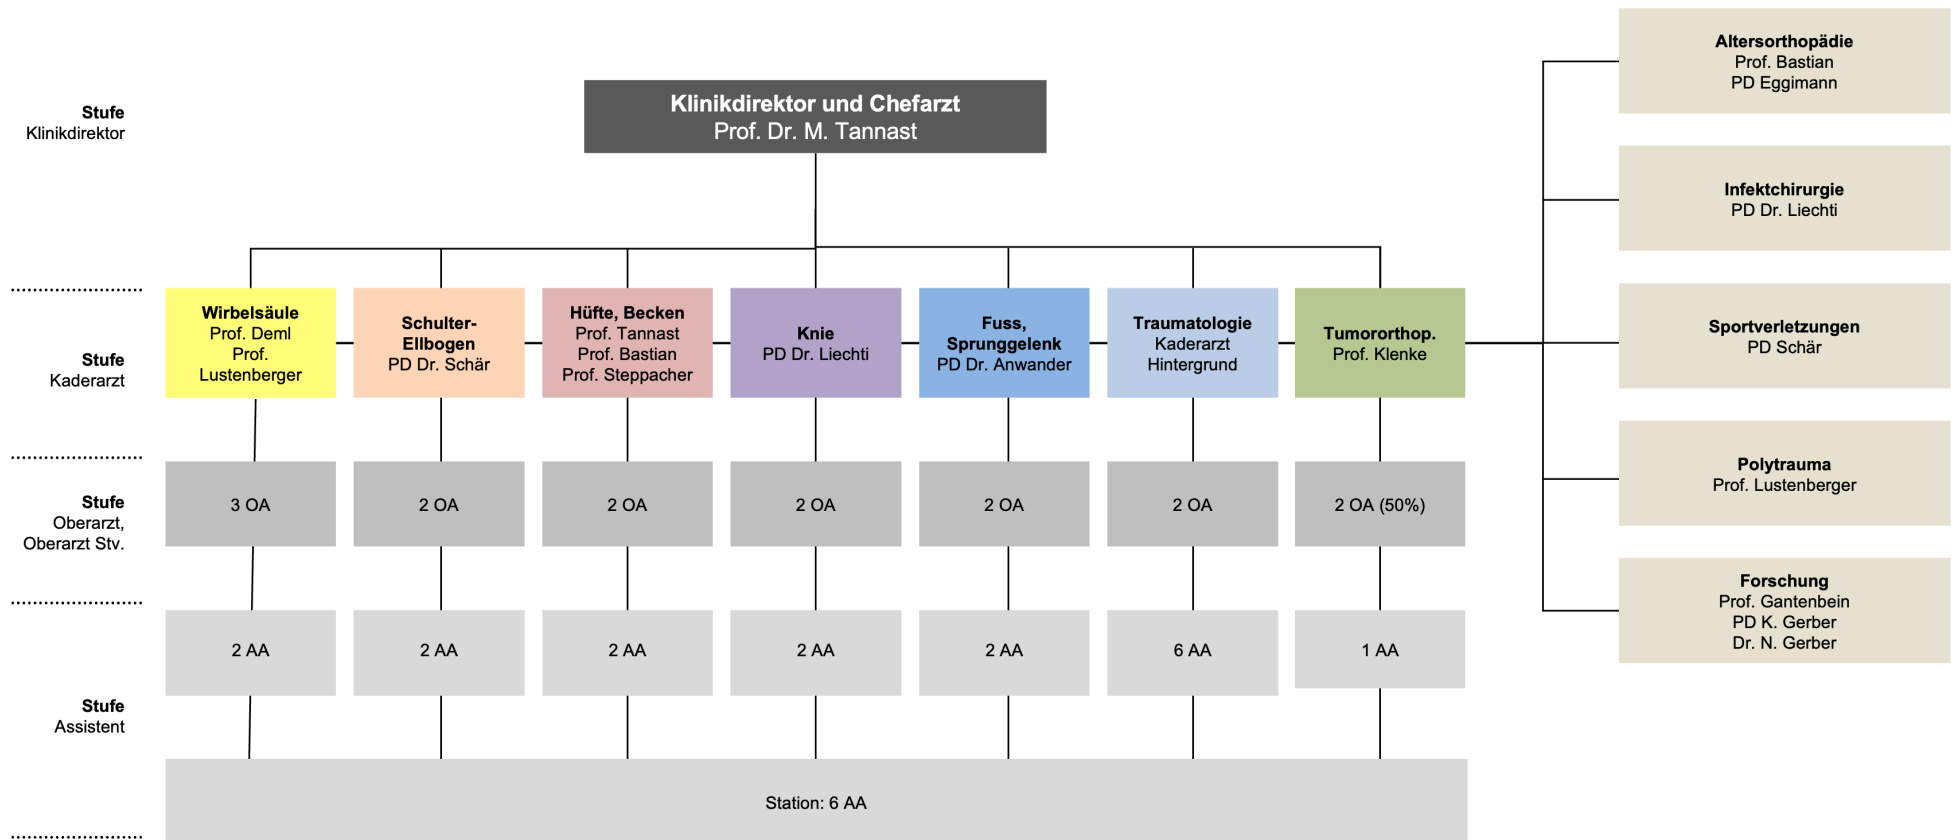 Stufe
Klinikdirektor
Klinikdirektor und Chefarzt
Prof. Dr. M. Tannast
Stufe
Kaderarzt
Wirbelsäule
Prof. Deml
Prof.
Lustenberger
Schulter-
Ellbogen
PD Dr. Schär
Hüfte, Becken
Prof. Tannast
Prof. Bastian
Prof. Steppacher
Knie
PD Dr. Liechti
Fuss,
Sprunggelenk
PD Dr. Anwander
Traumatologie
Kaderarzt
Hintergrund
Tumororthop.
Prof. Klenke
Stufe
Oberarzt,
Oberarzt Stv.
3 OA
2 OA
2 OA
2 OA
2 OA
2 OA
2 OA (50%)
Stufe
Assistent
2 AA
2 AA
2 AA
2 AA
2 AA
6 AA
1 AA
Station: 6 AA
Altersorthopädie
Prof. Bastian
PD Eggimann
Infektchirurgie
PD Dr. Liechti
Sportverletzungen
PD Schär
Polytrauma
Prof. Lustenberger
Forschung
Prof. Gantenbein
PD K. Gerber
Dr. N. Gerber